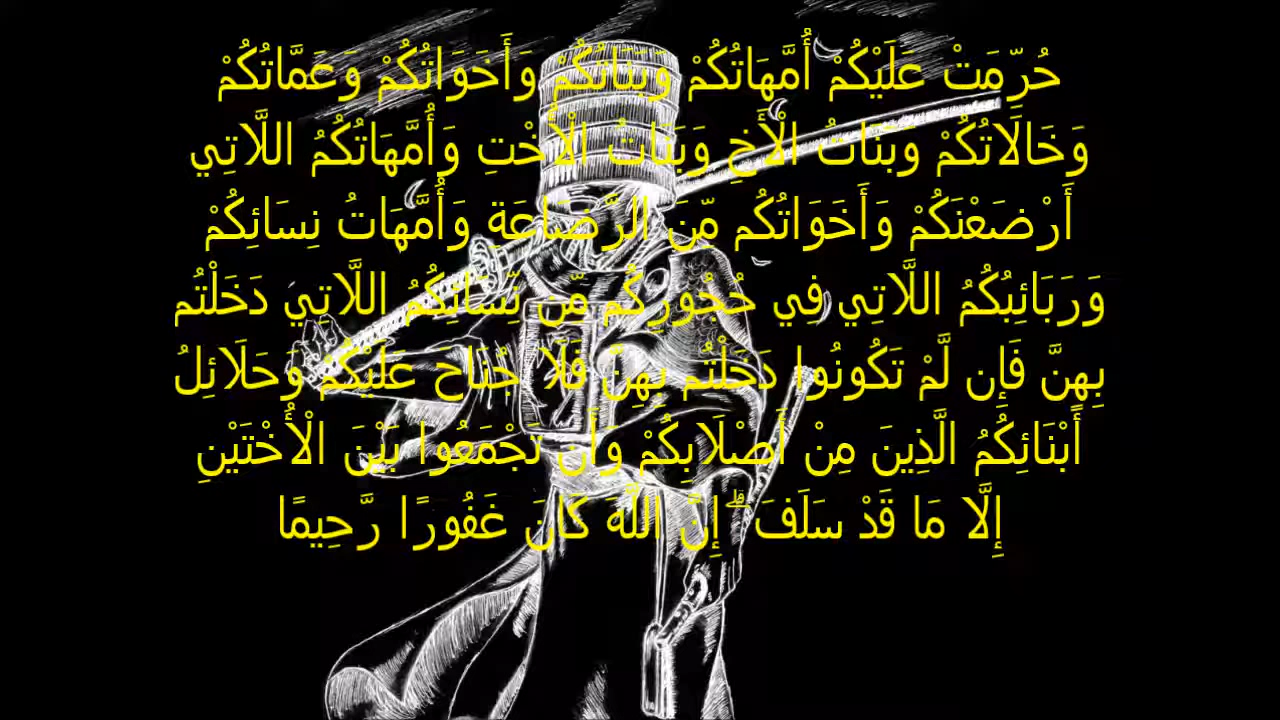 حُرِّمَتْ عَلَيْكُمْ أُمَّهَاتُكُمْ وَبَنَاتُكُمْ وَأَخَوَاتُكُمْ وَعَمَّاتُكُمْ
وَخَالَاتُكُمْ وَبَنَاتُ الْأَخِ وَبَنَاتُ الْأُخْتِ وَأُمَّهَاتُكُمُ اللَّاتِي
أَرْضَعْنَكُمْ وَأَخَوَاتُكُم مِّنَ الرَّضَاعَةِ وَأُمَّهَاتُ نِسَائِكُمْ
وَرَبَائِبُكُمُ اللَّاتِي فِي حُجُورِكُم مِّن نِّسَائِكُمُ اللَّاتِي دَخَلْتُم
بِهِنَّ فَإِن لَّمْ تَكُونُوا دَخَلْتُم بِهِنَّ فَلَا جُنَاحَ عَلَيْكُمْ وَحَلَائِلُ
أَبْنَائِكُمُ الَّذِينَ مِنْ أَصْلَابِكُمْ وَأَن تَجْمَعُوا بَيْنَ الْأُخْتَيْنِ
إِلَّا مَا قَدْ سَلَفَ ۗ إِنَّ اللَّهَ كَانَ غَفُورًا رَّحِيمًا